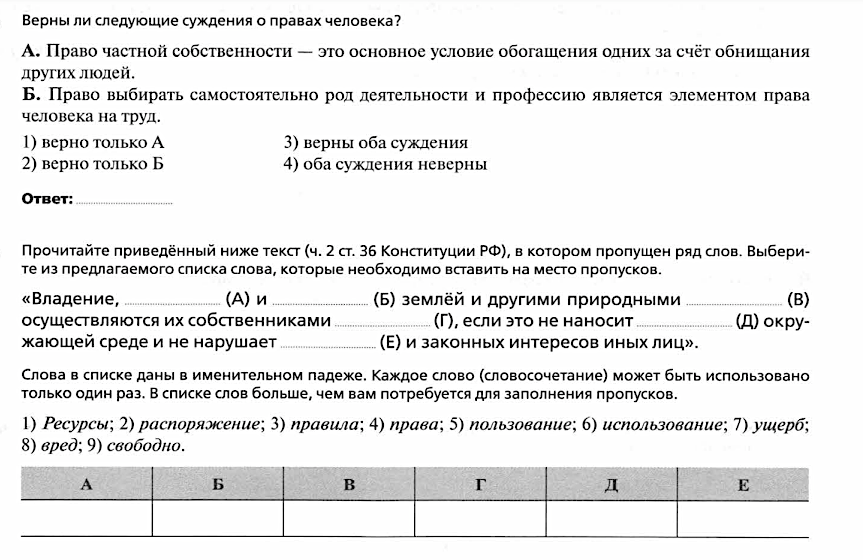 Верны ли следующие суждения о правах человека?
А. Право частной собственности — это основное условие обогащения одних за счёт обнищания
других людей.
Б. Право выбирать самостоятельно род деятельности и профессию является элементом права
человека на труд.
1) верно только А 3) верны оба суждения
2) верно только Б 4) оба суждения неверны
Ответ:
Прочитайте приведённый ниже текст (ч. 2 ст. 36 Конституции РФ), в котором пропущен ряд слов. Выбери-
те из предлагаемого списка слова, которые необходимо вставить на место пропусков.
«Владение, ............ (А) и ............ (Б) землёй и другими природными ............ (В)
осуществляются их собственниками ............ (Г), если это не наносит ............ (Д) окру-
жающей среде и не нарушает ............ (Е) и законных интересов иных лиц».
Слова в списке даны в именительном падеже. Каждое слово (словосочетание) может быть использовано
только один раз. В списке слов больше, чем вам потребуется для заполнения пропусков.
1) Ресурсы; 2) распоряжение; 3) правила; 4) права; 5) пользование; 6) использование; 7) ущерб;
8) вред; 9) свободно.
А Б В Г Д Е